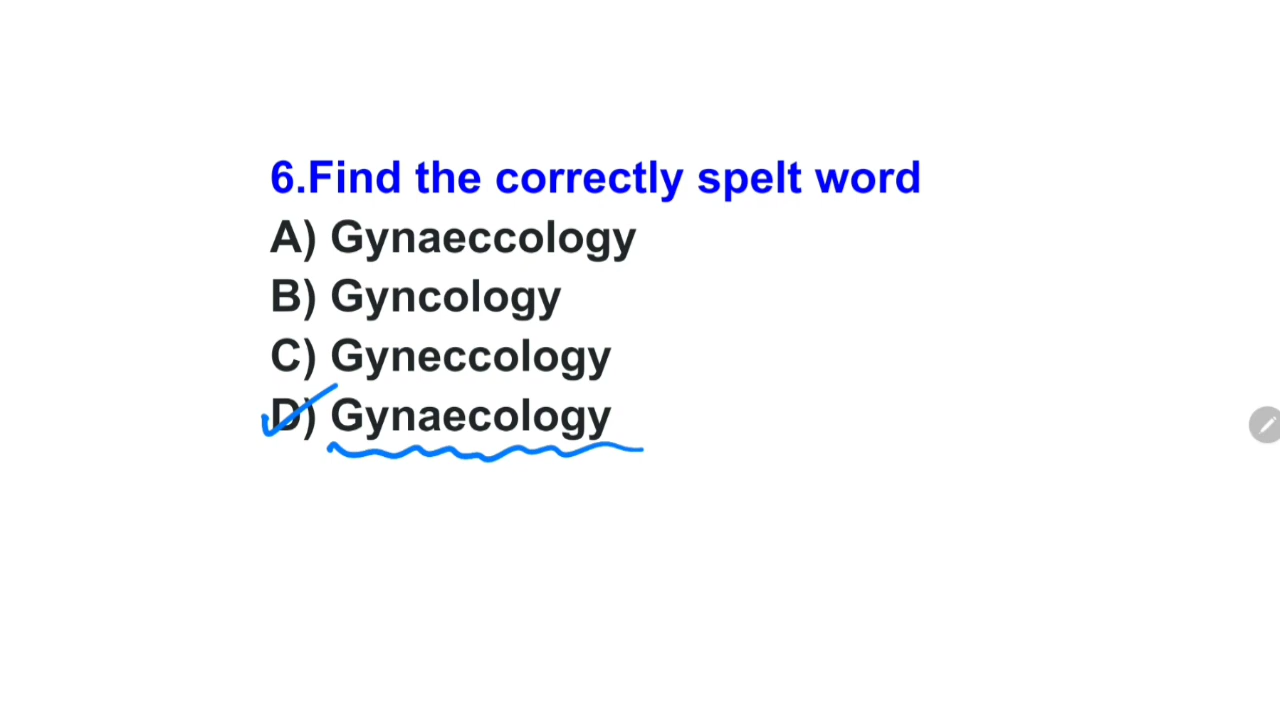 6.Find the correctly spelt word
A) Gynaeccology
B) Gyncology
C) Gyneccology
D) Gynaecology